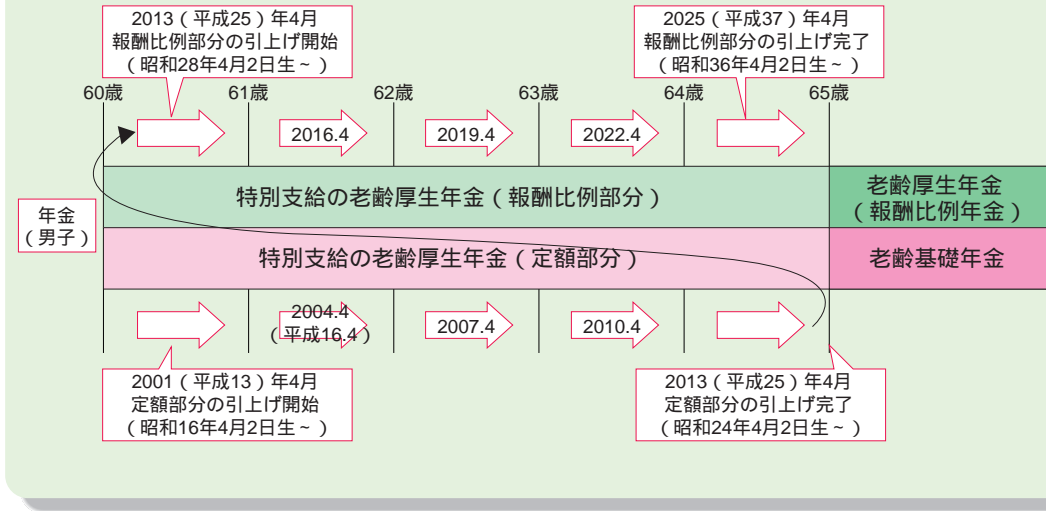 2013（平成25）年4月
報酬比例部分の引上げ開始
（昭和28年4月2日生~）
2025（平成37）年4月
報酬比例部分の引上げ完了
（昭和36年4月2日生~）
60歳
61歳
62歳
63歳
64歳
65歳
2016.4
2019.4
2022.4
年金
（男子）
特別支給の老齢厚生年金（報酬比例部分）
老齢厚生年金
（報酬比例年金）
特別支給の老齢厚生年金（定額部分）
老齢基礎年金
2004.4
（平成16.4）
2007.4
2010.4
2001（平成13）年4月
定額部分の引上げ開始
（昭和16年4月2日生~）
2013（平成25）年4月
定額部分の引上げ完了
（昭和24年4月2日生~）